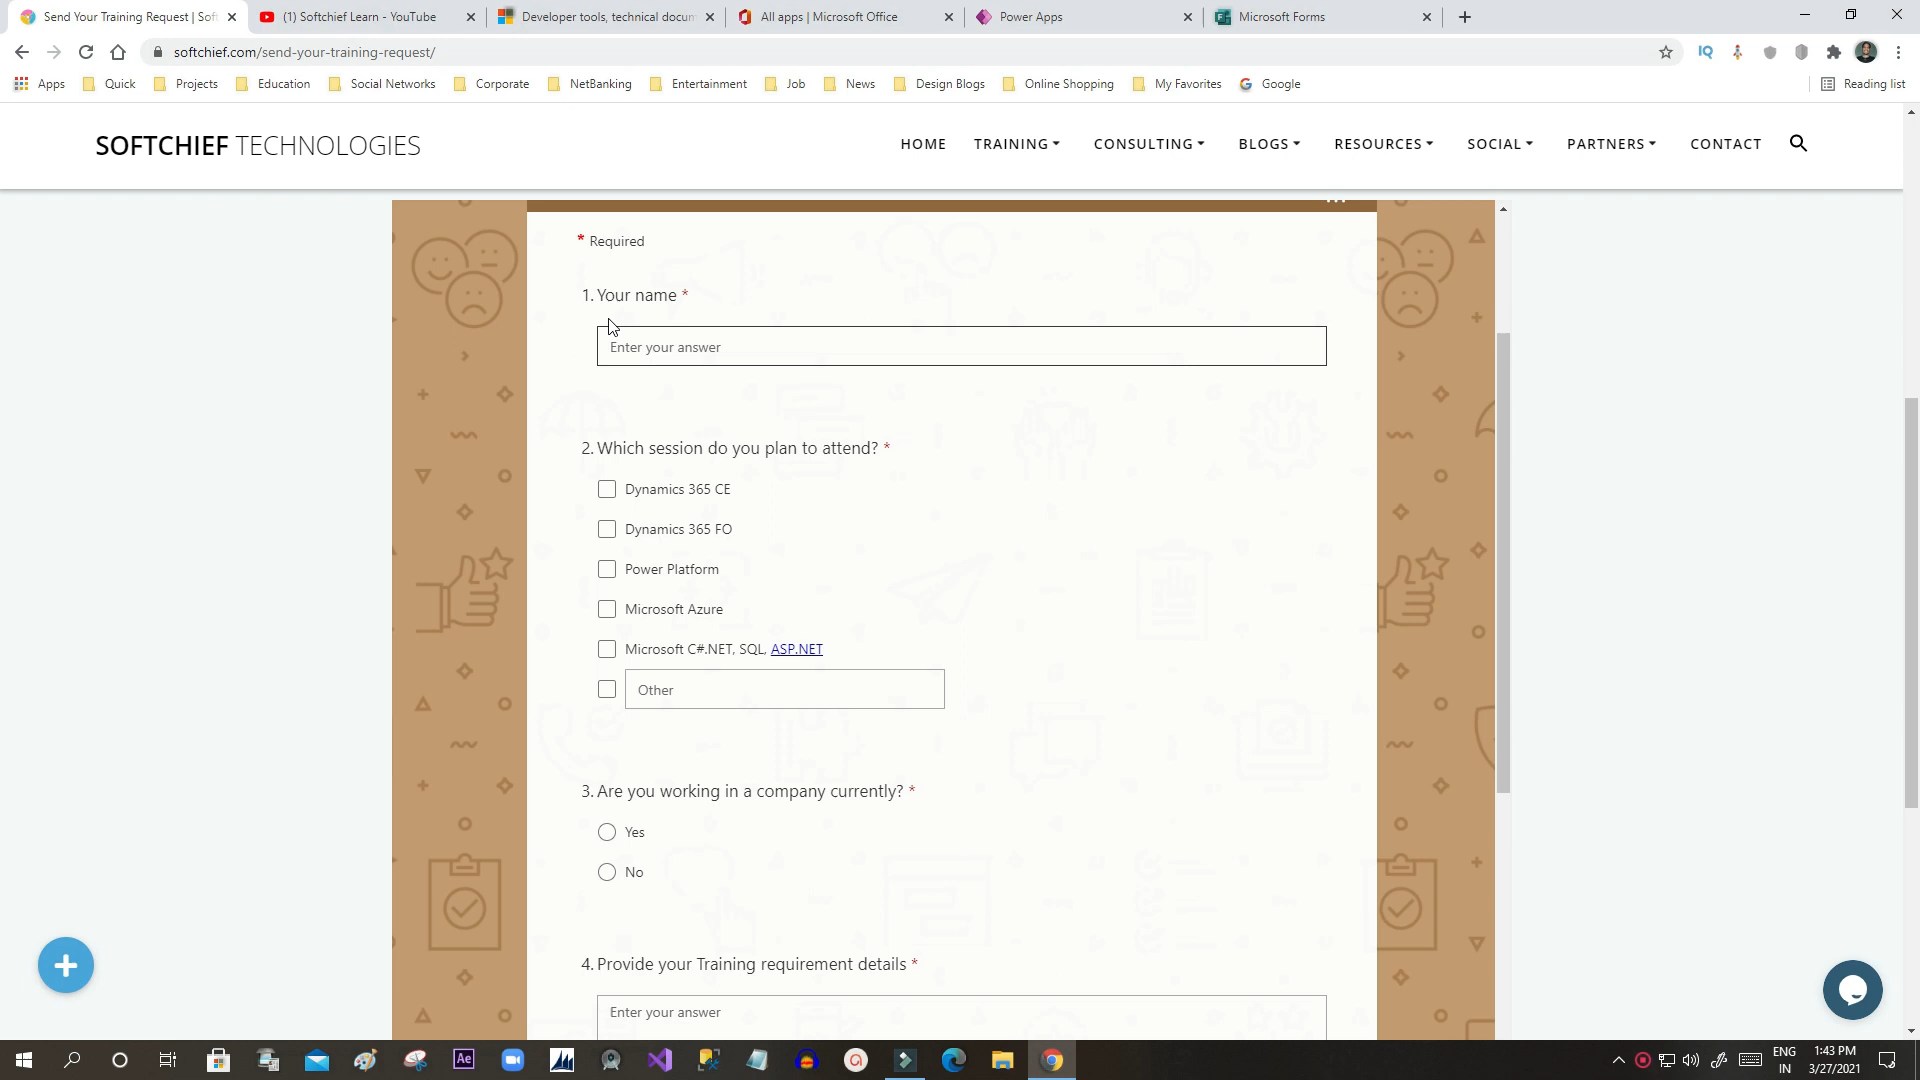 Send Your Training Request | Soft
(1) Softchief Learn - YouTube
Developer tools, technical docum
All apps | Microsoft Office
Power Apps
Microsoft Forms
softchief.com/send-your-training-request/
IQ
Apps
Quick
Projects
Education
Social Networks
Corporate
NetBanking
Entertainment
Job
News
Design Blogs
Online Shopping
My Favorites
Google
Reading list
SOFTCHIEF TECHNOLOGIES
HOME
TRAINING
CONSULTING
BLOGS
RESOURCES
SOCIAL
PARTNERS
CONTACT
* Required
1. Your name *
Enter your answer
2. Which session do you plan to attend? *
Dynamics 365 CE
Dynamics 365 FO
Power Platform
Microsoft Azure
Microsoft C#.NET, SQL, ASP.NET
Other
3. Are you working in a company currently? *
Yes
No
4. Provide your Training requirement details *
Enter your answer
Ae
ENG
IN
1:43 PM
3/27/2021